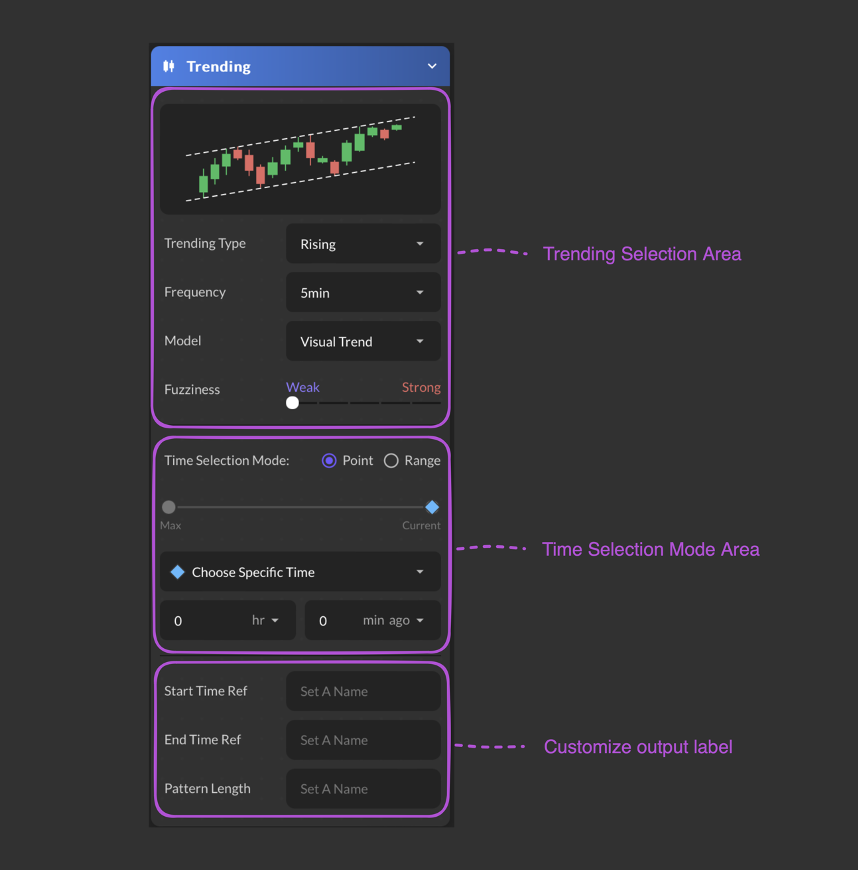 Trending
Trending Type Rising
Trending Selection Area
Frequency 5min
Model Visual Trend
Fuzziness Weak Strong
Time Selection Mode: Point Range
Max Current
Time Selection Mode Area
Choose Specific Time
0 hr 0 min ago
Start Time Ref Set A Name
End Time Ref Set A Name
Customize output label
Pattern Length Set A Name